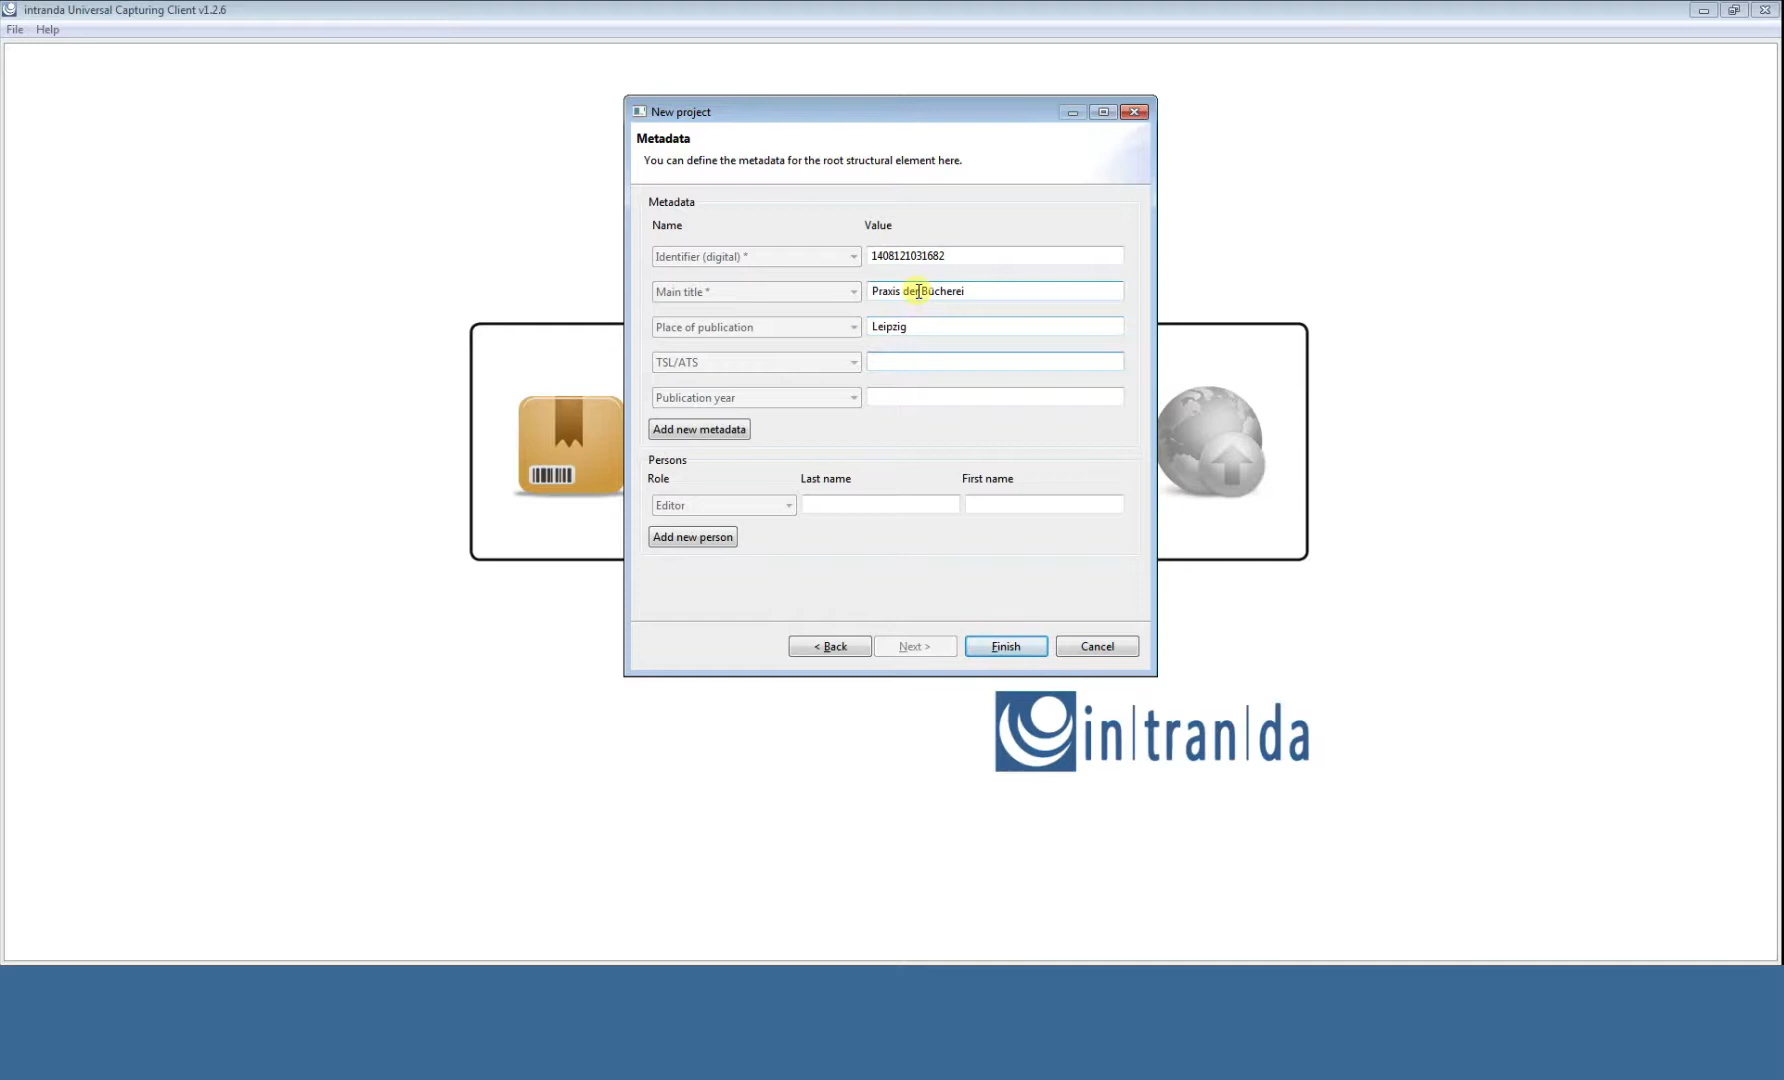 intranda Universal Capturing Client v1.2.6
File Help
New project
Metadata
You can define the metadata for the root structural element here.
Metadata
Name Value
Identifier (digital) * 1408121031682
Main title * Praxis der Bücherei
Place of publication Leipzig
TSL/ATS
Publication year
Add new metadata
Persons
Role Last name First name
Editor
Add new person
< Back Next > Finish Cancel
in|tran|da